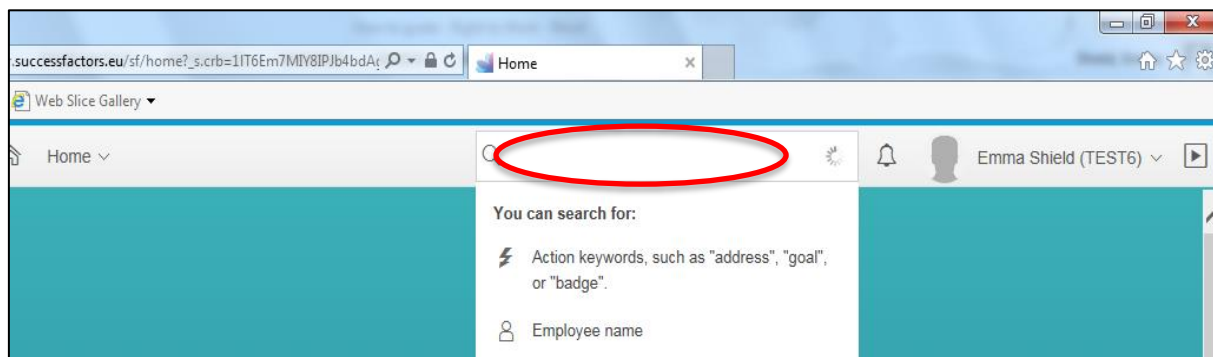 .successfactors.eu/sf/home?_s.crb=1IT6Em7MIY8IPJb4bdA
Home
Web Slice Gallery
Home
Emma Shield (TEST6)
You can search for:
Action keywords, such as "address", "goal",
or "badge".
Employee name